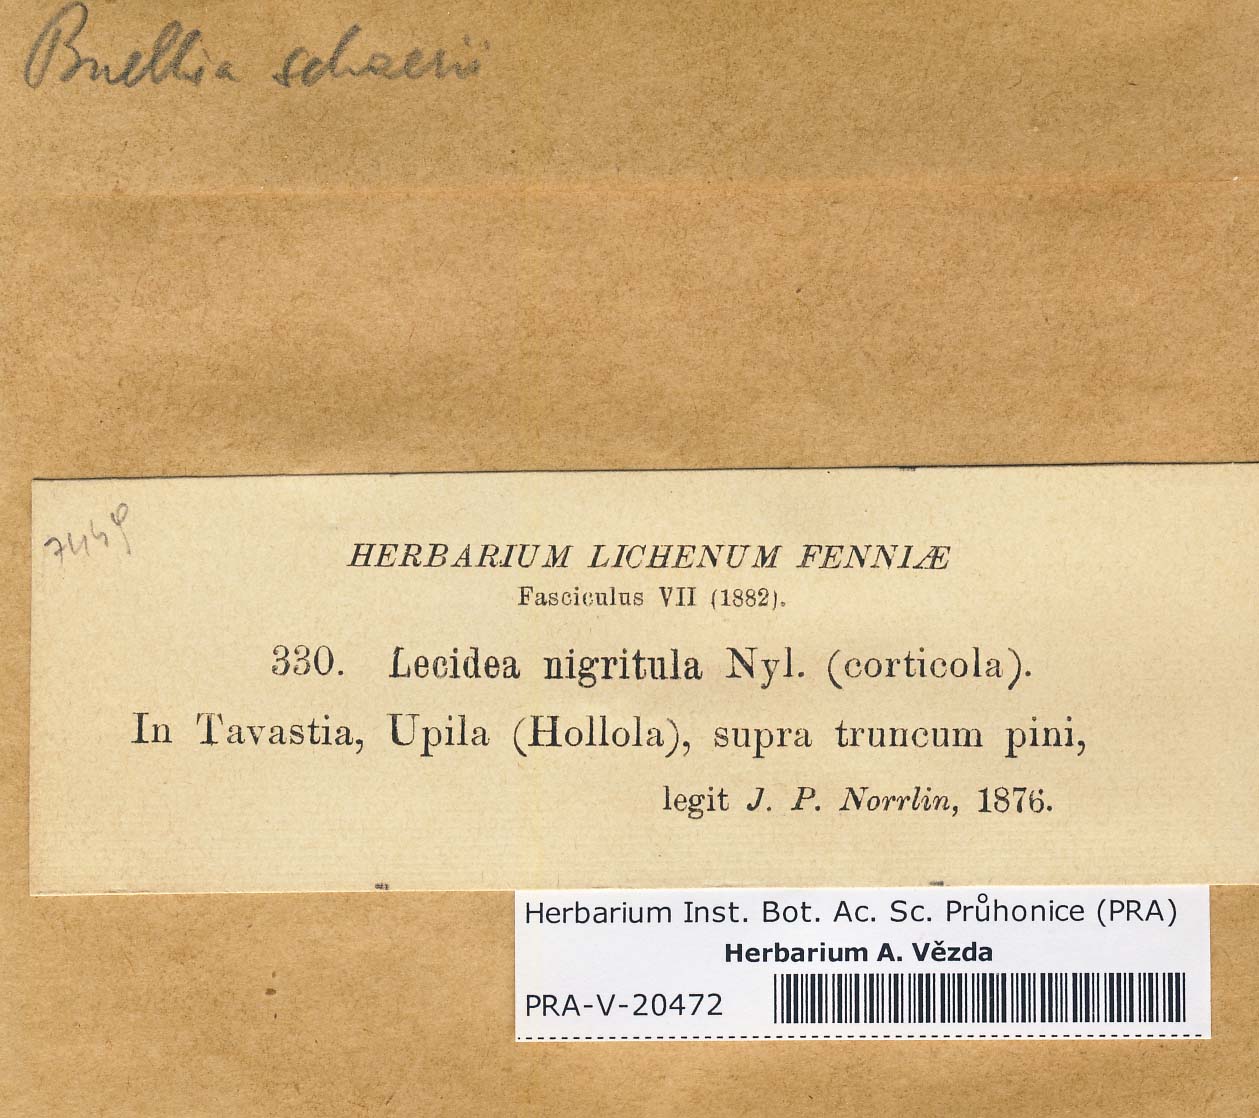 Buellia schaerii
7449
HERBARIUM LICHENUM FENNIÆ
Fasciculus VII (1882).
330. Lecidea nigritula Nyl. (corticola).
In Tavastia, Upila (Hollola), supra truncum pini,
legit J. P. Norrlin, 1876.
Herbarium Inst. Bot. Ac. Sc. Průhonice (PRA)
Herbarium A. Vězda
PRA-V-20472